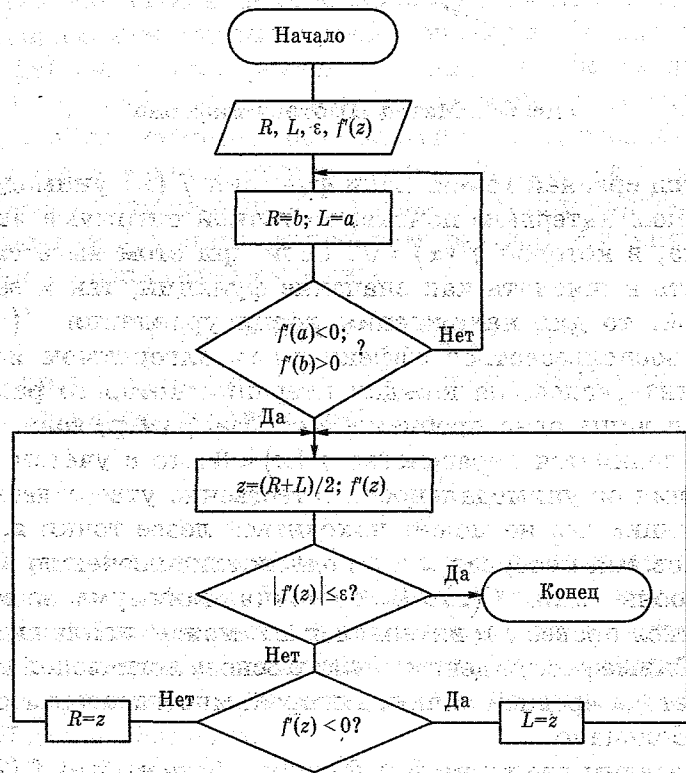 Начало
R, L, ε, f'(z)
R=b; L=a
f'(a)<0; ?
f'(b)>0
Нет
Да
z=(R+L)/2; f'(z)
|f'(z)|≤ε?
Да
Конец
Нет
Нет
Да
R=z
f'(z)<0?
L=z